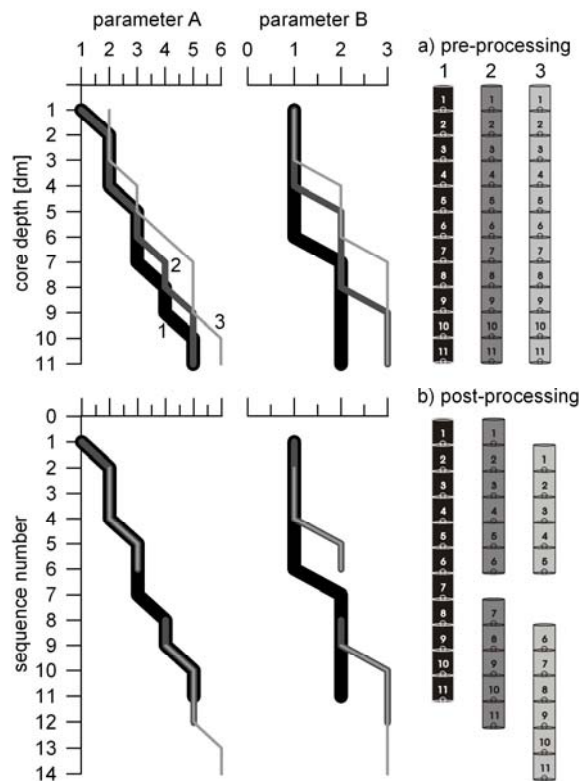 parameter A
parameter B
a) pre-processing
1 2 3 4 5 6
0 1 2 3
1 2 3
core depth [dm]
1
2
3
4
5
6
7
8
9
10
11
2
1
3
1 1 1
2 2 2
3 3 3
4 4 4
5 5 5
6 6 6
7 7 7
8 8 8
9 9 9
10 10 10
11 11 11
b) post-processing
sequence number
0
1
2
3
4
5
6
7
8
9
10
11
12
13
14
1 1
2 2 1
3 3 2
4 4 3
5 5 4
6 6 5
7
8 7
9 8 6
10 9 7
11 10 8
11 9
10
11